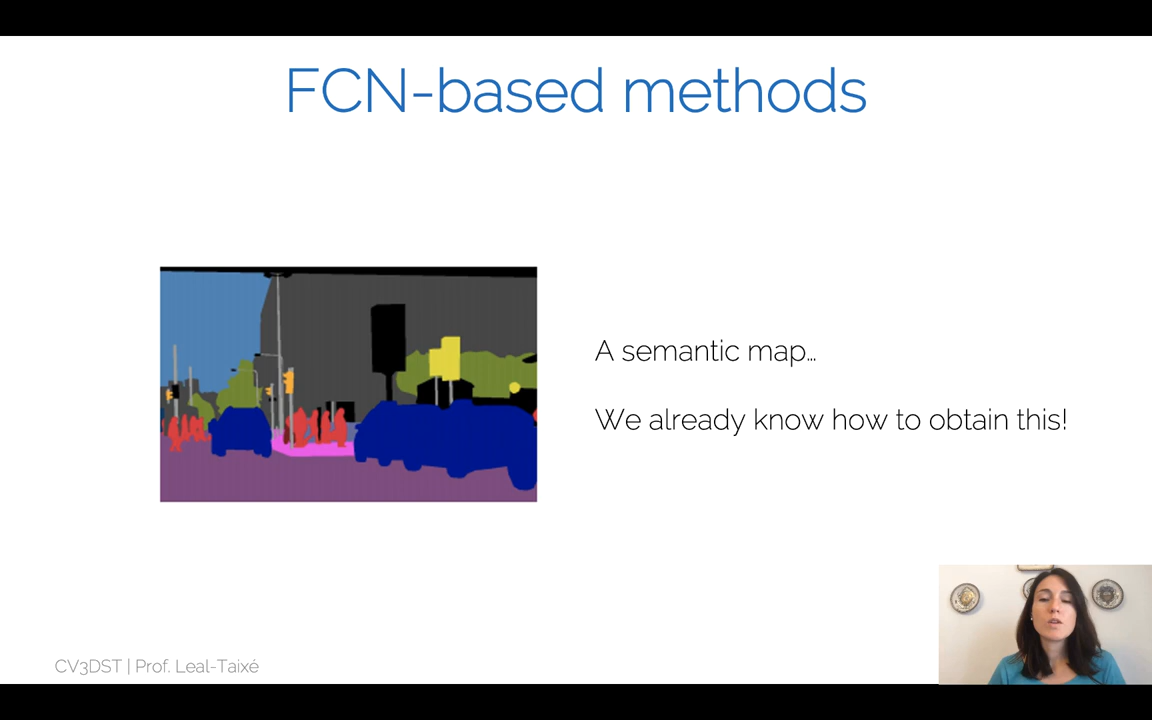 FCN-based methods
A semantic map...
We already know how to obtain this!
CV3DST | Prof. Leal-Taixé